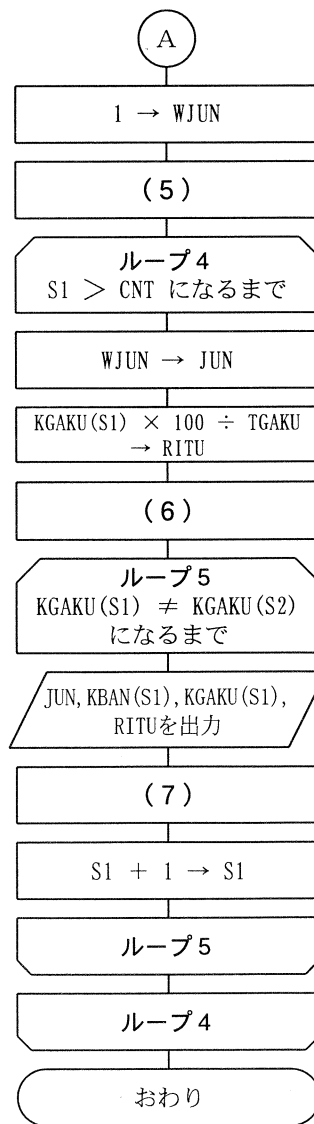 A
1 → WJUN
(5)
ループ4
S1 > CNT になるまで
WJUN → JUN
KGAKU(S1) × 100 ÷ TGAKU
→ RITU
(6)
ループ5
KGAKU(S1) ≠ KGAKU(S2)
になるまで
JUN,KBAN(S1),KGAKU(S1),
RITUを出力
(7)
S1 + 1 → S1
ループ5
ループ4
おわり